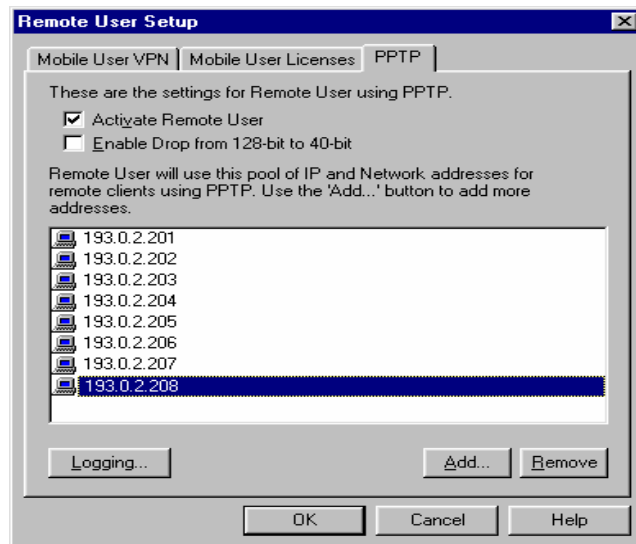 Remote User Setup
Mobile User VPN
Mobile User Licenses
PPTP
These are the settings for Remote User using PPTP.
Activate Remote User
Enable Drop from 128-bit to 40-bit
Remote User will use this pool of IP and Network addresses for
remote clients using PPTP. Use the 'Add...' button to add more
addresses.
193.0.2.201
193.0.2.202
193.0.2.203
193.0.2.204
193.0.2.205
193.0.2.206
193.0.2.207
193.0.2.208
Logging...
Add...
Remove
OK
Cancel
Help